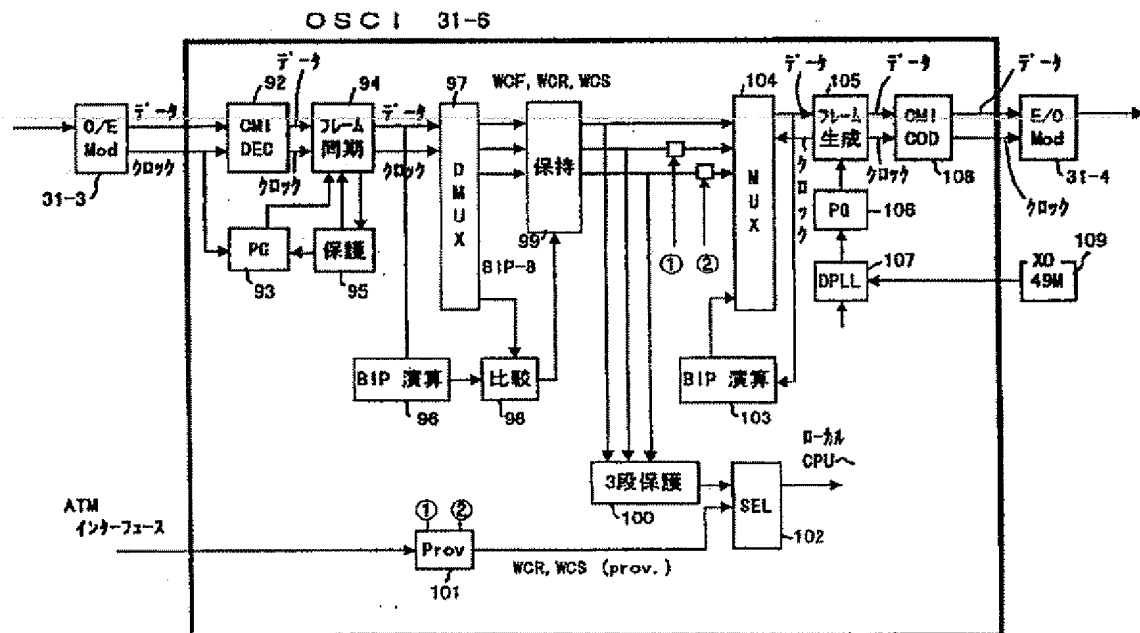 OSCI 31-6
データ
データ
データ
データ
データ
92
94
97
WCF, WCR, WCS
104
105
O/E
Mod
CMI
DEC
フレーム
同期
DMUX
保持
MUX
フレーム
生成
CMI
COD
E/O
Mod
クロック
クロック
クロック
クロック
クロック
クロック
31-3
108
31-4
PG
93
保護
95
99
BIP-8
①
②
PG
106
DPLL
107
XO
49M
109
BIP 演算
96
比較
98
BIP 演算
103
3段保護
100
ローカル
CPUへ
SEL
102
ATM
インターフェース
①
②
Prov
101
WCR, WCS (prov.)